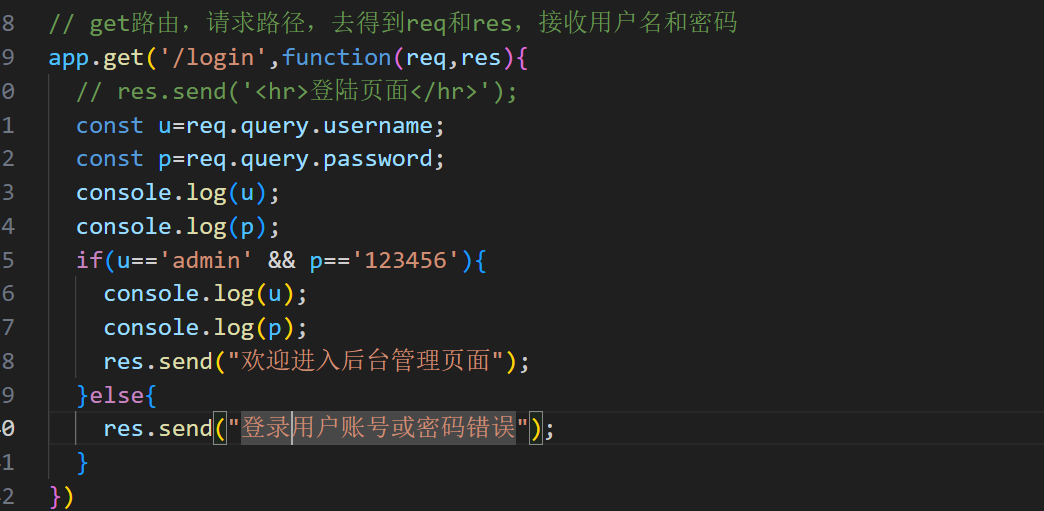 8 // get路由，请求路径，去得到req和res，接收用户名和密码
9 app.get('/login',function(req,res){
0 // res.send('<hr>登陆页面</hr>');
1 const u=req.query.username;
2 const p=req.query.password;
3 console.log(u);
4 console.log(p);
5 if(u=='admin' && p=='123456'){
6 console.log(u);
7 console.log(p);
8 res.send("欢迎进入后台管理页面");
9 }else{
0 res.send("登录用户账号或密码错误");
1 }
2 })